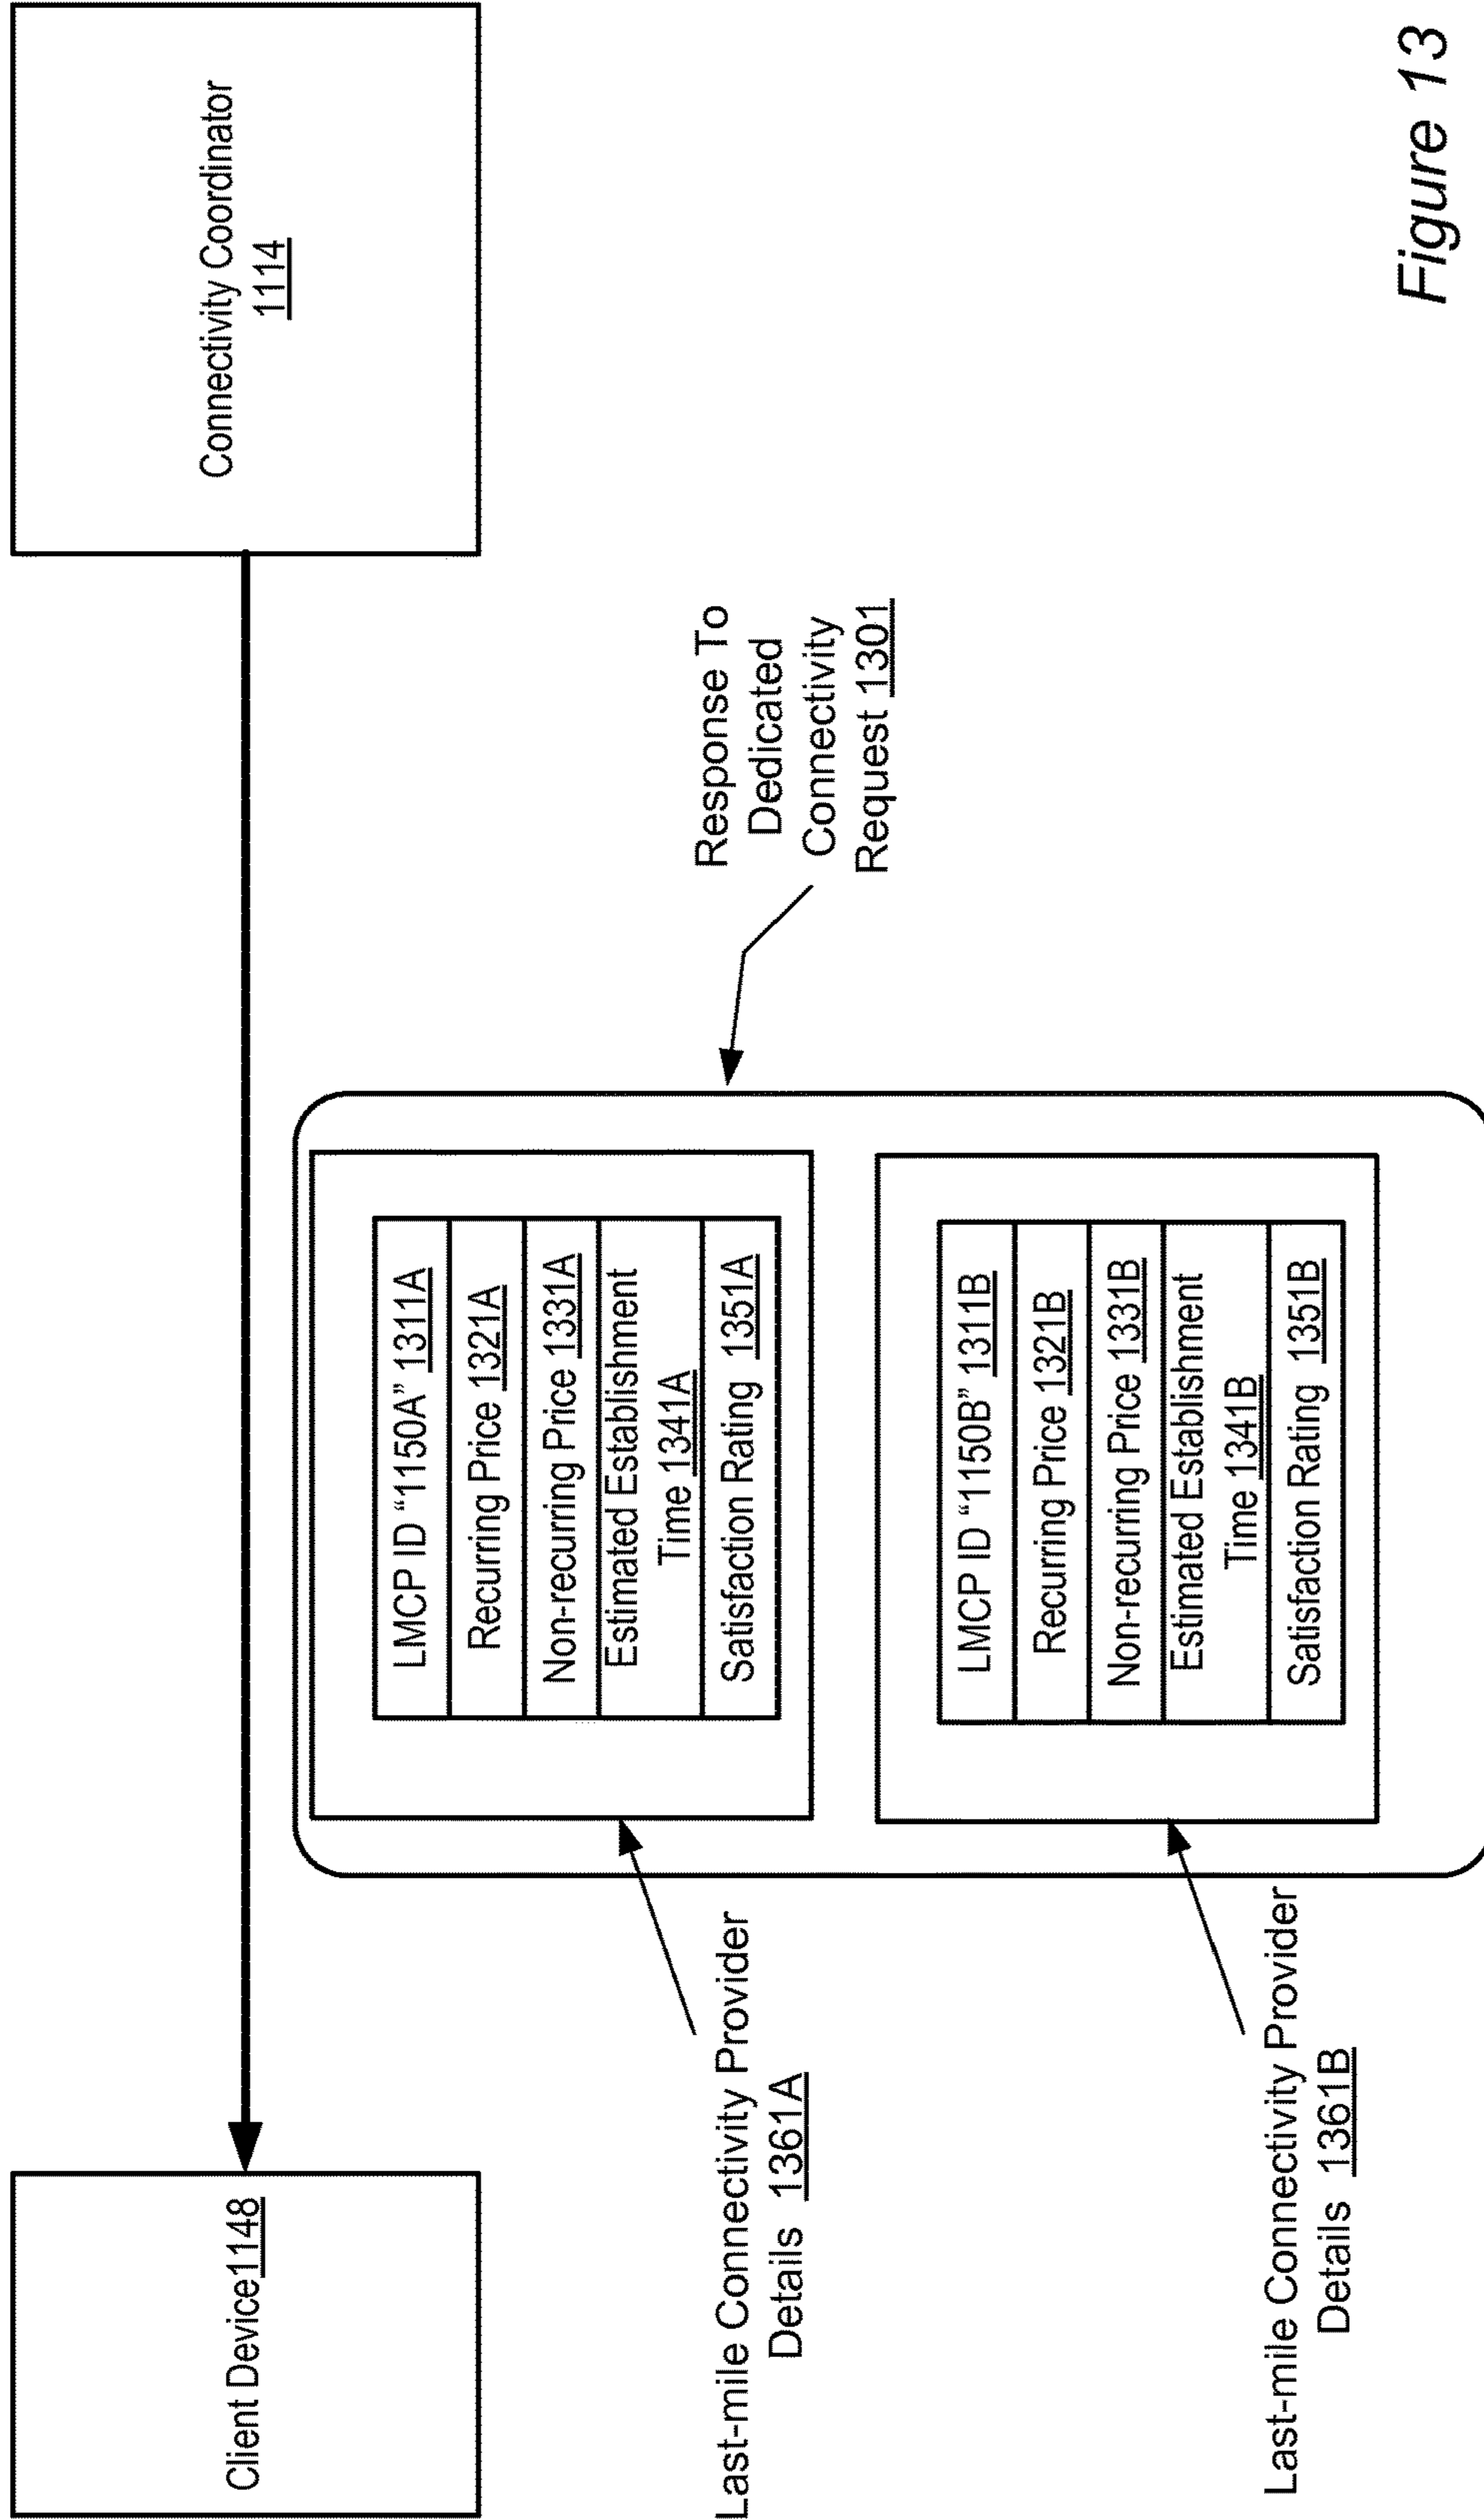 Client Device1148
Connectivity Coordinator
1114
Response To
Dedicated
Connectivity
Request 1301
Last-mile Connectivity Provider
Details 1361A
LMCP ID “1150A” 1311A
Recurring Price 1321A
Non-recurring Price 1331A
Estimated Establishment
Time 1341A
Satisfaction Rating 1351A
Last-mile Connectivity Provider
Details 1361B
LMCP ID “1150B” 1311B
Recurring Price 1321B
Non-recurring Price 1331B
Estimated Establishment
Time 1341B
Satisfaction Rating 1351B
Figure 13